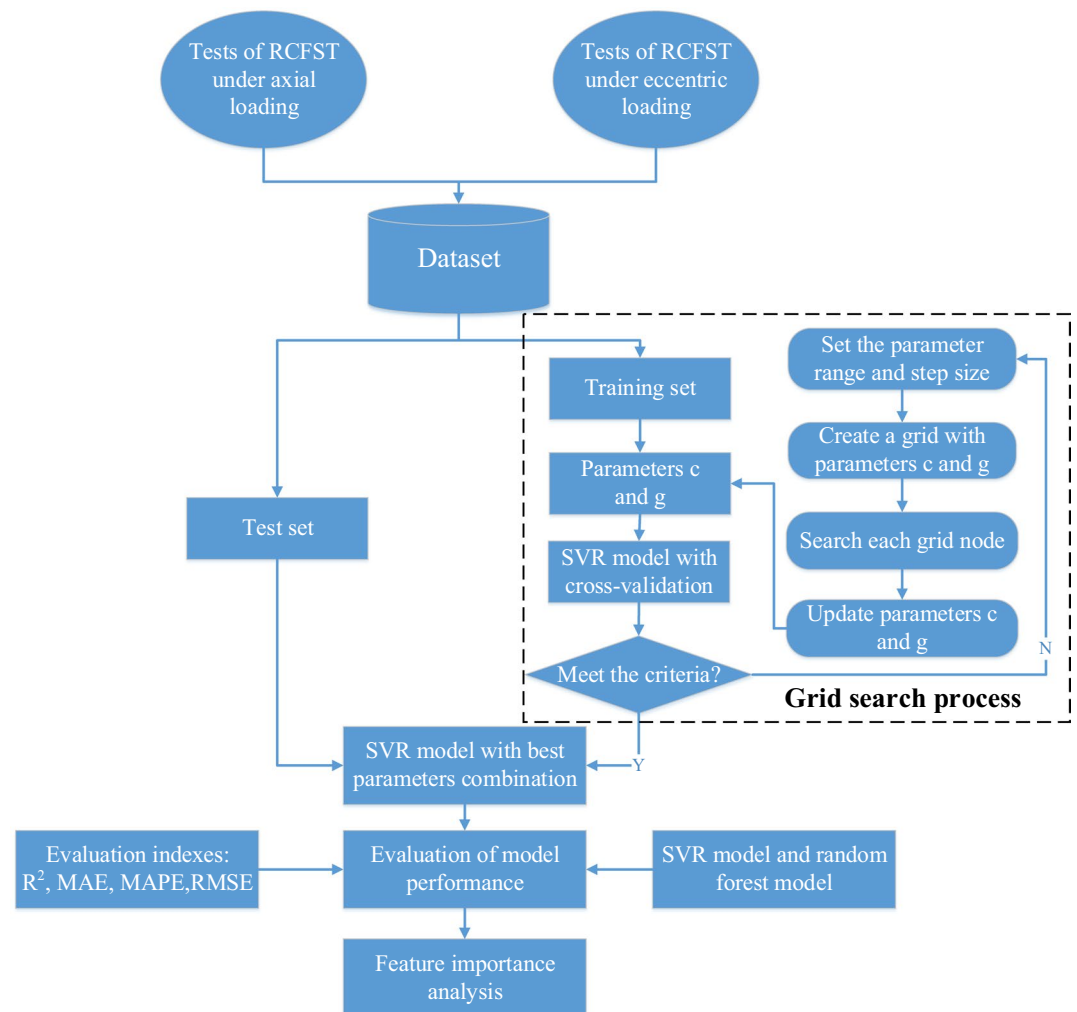 Tests of RCFST
under axial
loading
Tests of RCFST
under eccentric
loading
Dataset
Training set
Parameters c
and g
SVR model with
cross-validation
Meet the criteria?
Set the parameter
range and step size
Create a grid with
parameters c and g
Search each grid node
Update parameters c
and g
N
Grid search process
Test set
Y
SVR model with best
parameters combination
Evaluation indexes:
R², MAE, MAPE,RMSE
Evaluation of model
performance
SVR model and random
forest model
Feature importance
analysis